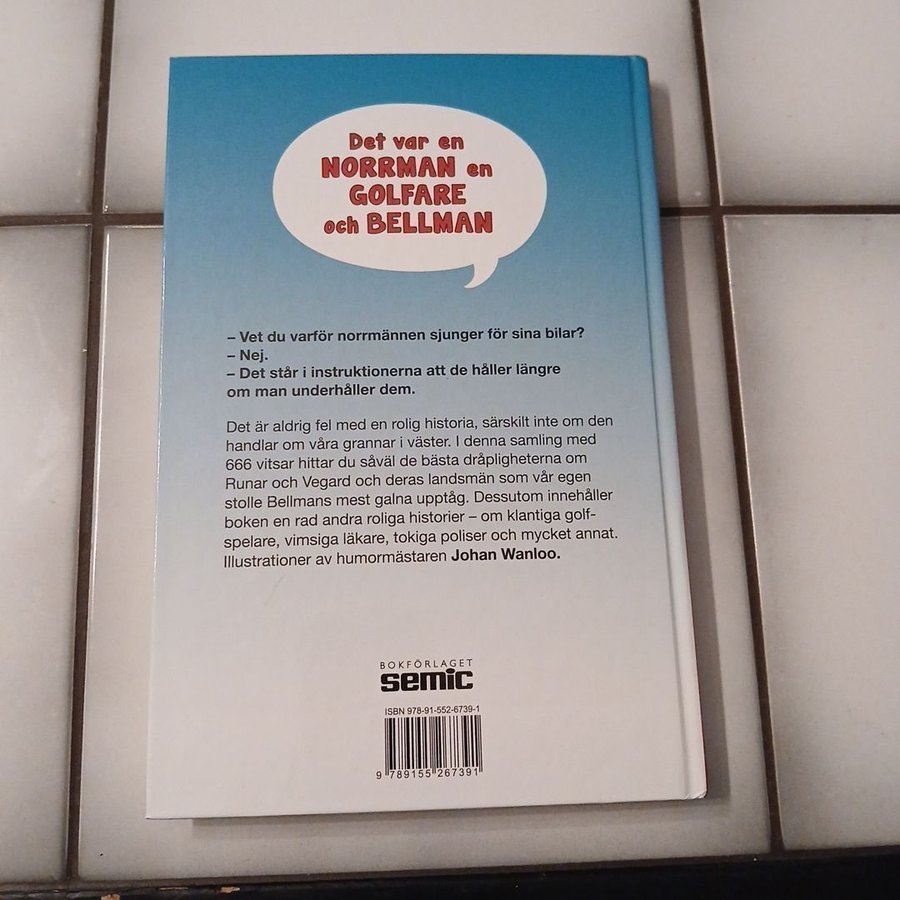 Det var en
NORRMAN en
GOLFARE
och BELLMAN
– Vet du varför norrmännen sjunger för sina bilar?
– Nej.
– Det står i instruktionerna att de håller längre
om man underhåller dem.
Det är aldrig fel med en rolig historia, särskilt inte om den
handlar om våra grannar i väster. I denna samling med
666 vitsar hittar du såväl de bästa dråpligheterna om
Runar och Vegard och deras landsmän som vår egen
stolle Bellmans mest galna upptåg. Dessutom innehåller
boken en rad andra roliga historier – om klantiga golf-
spelare, vimsiga läkare, tokiga poliser och mycket annat.
Illustrationer av humormästaren Johan Wanloo.
BOKFÖRLAGET
semic
ISBN 978-91-552-6739-1
9 789155 267391